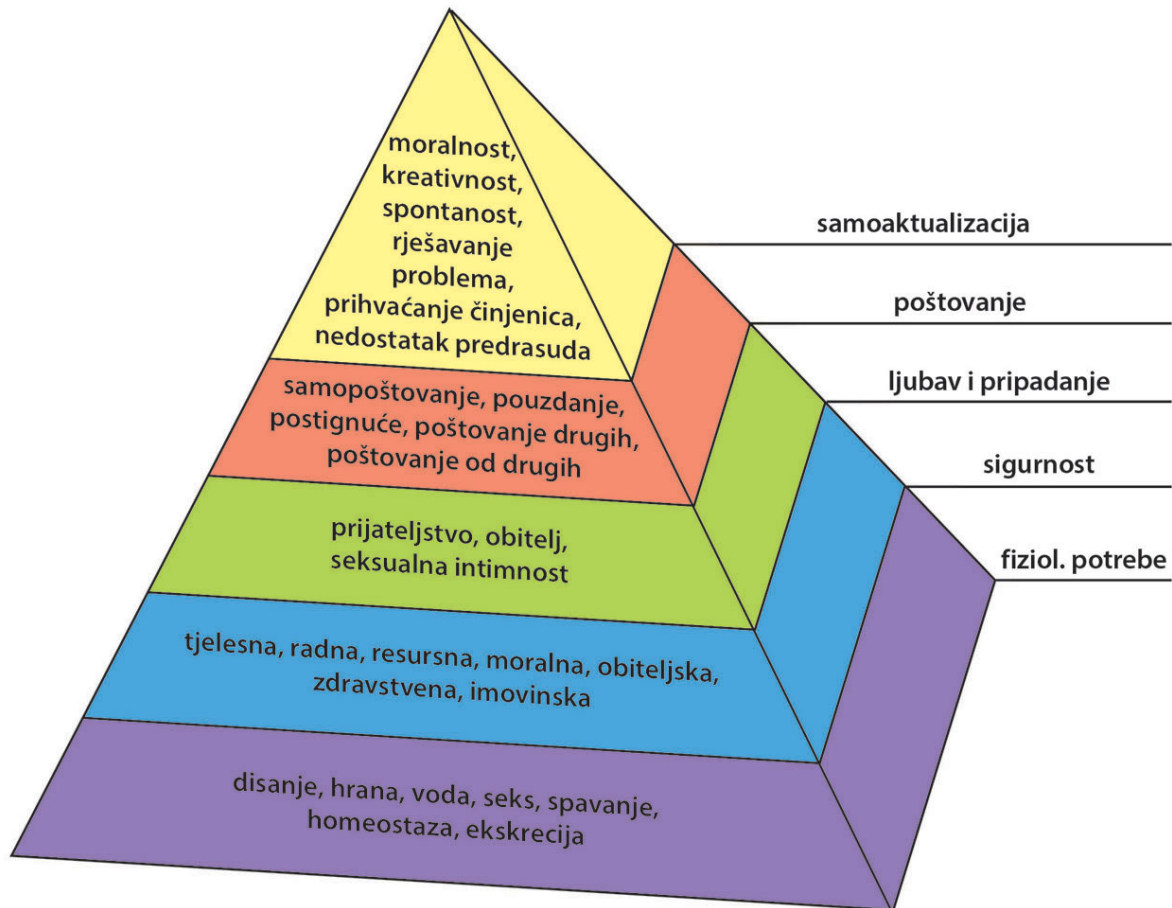 moralnost,
kreativnost,
spontanost,
rješavanje
problema,
prihvaćanje činjenica,
nedostatak predrasuda
samoaktualizacija
samopoštovanje, pouzdanje,
postignuće, poštovanje drugih,
poštovanje od drugih
poštovanje
prijateljstvo, obitelj,
seksualna intimnost
ljubav i pripadanje
tjelesna, radna, resursna, moralna, obiteljska,
zdravstvena, imovinska
sigurnost
disanje, hrana, voda, seks, spavanje,
homeostaza, ekskrecija
fiziol. potrebe